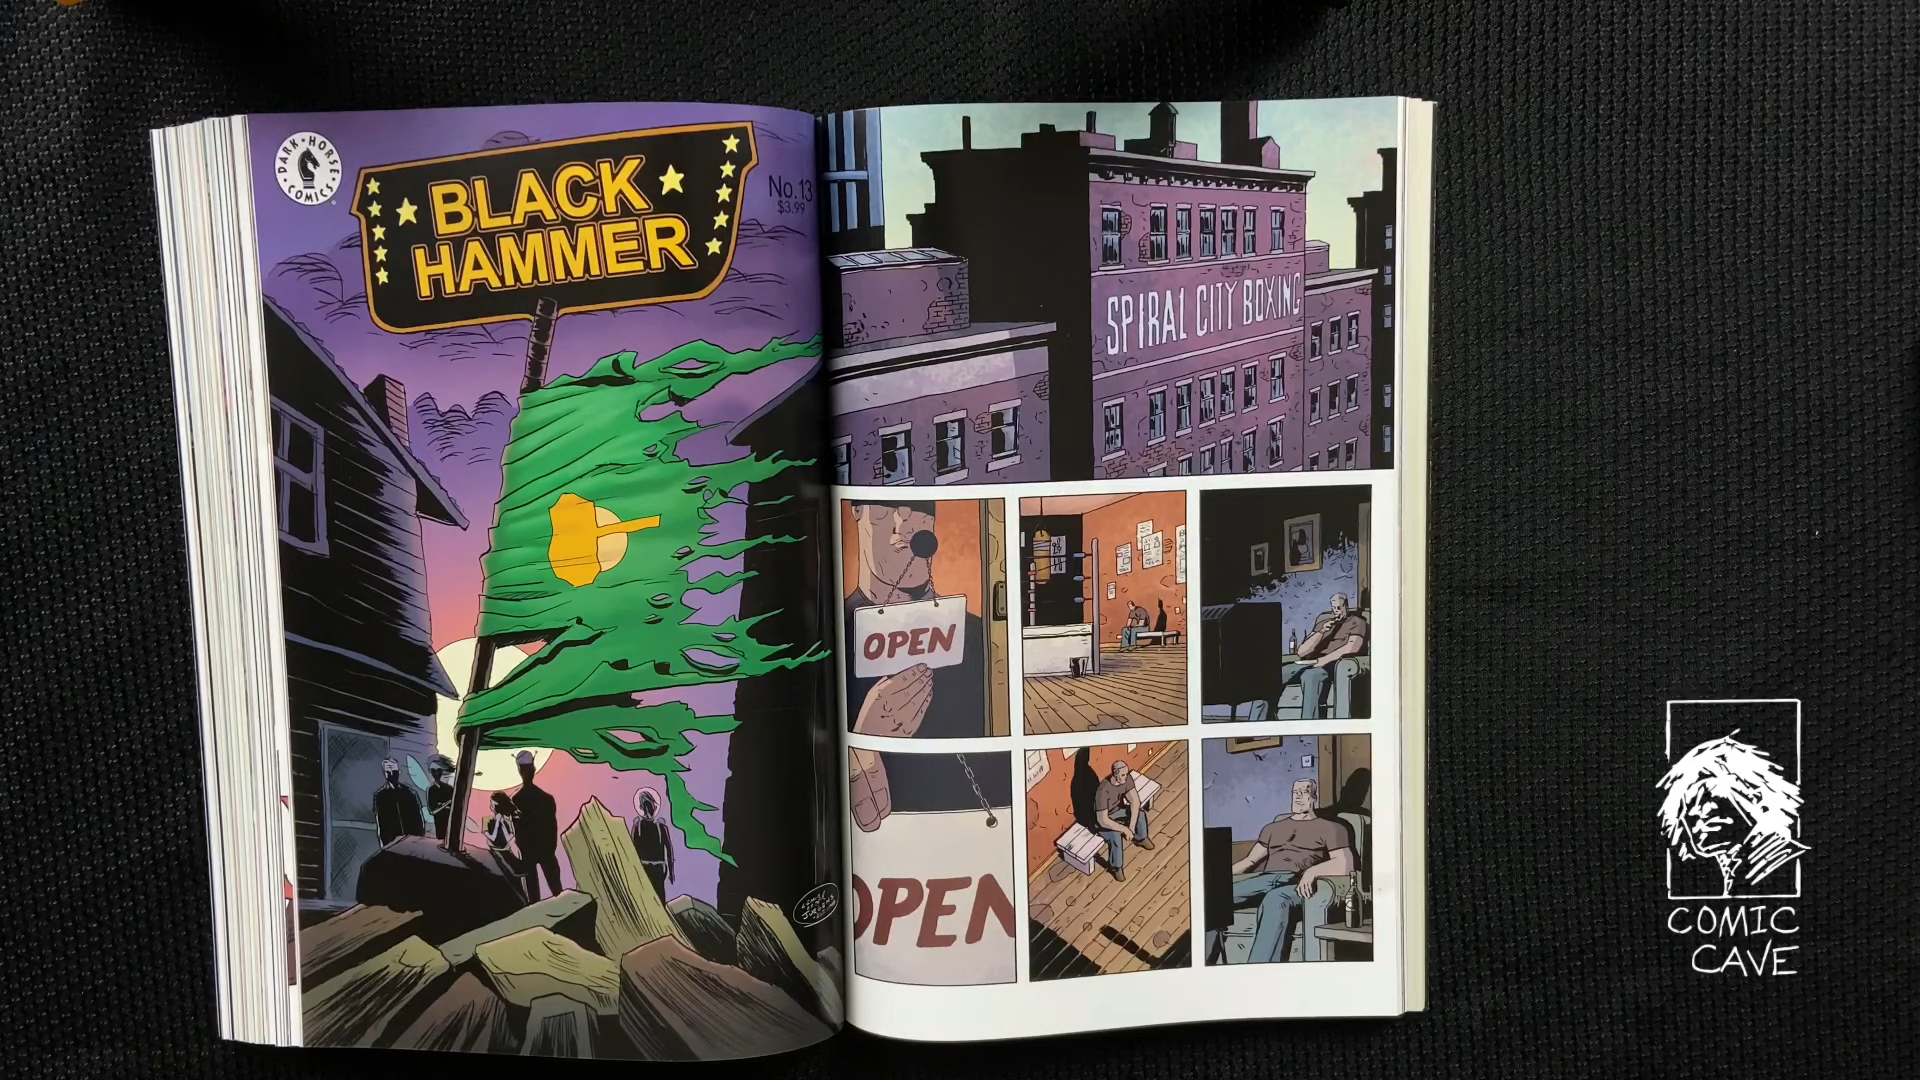 DARK HORSE COMICS
BLACK
HAMMER
No.13
$3.99
SPIRAL CITY BOXING
OPEN
OPEN
COMIC
CAVE